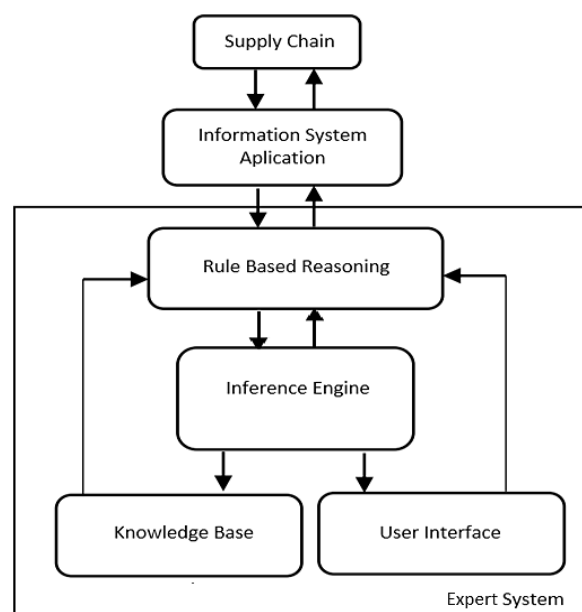 Supply Chain
Information System
Aplication
Rule Based Reasoning
Inference Engine
Knowledge Base
User Interface
Expert System